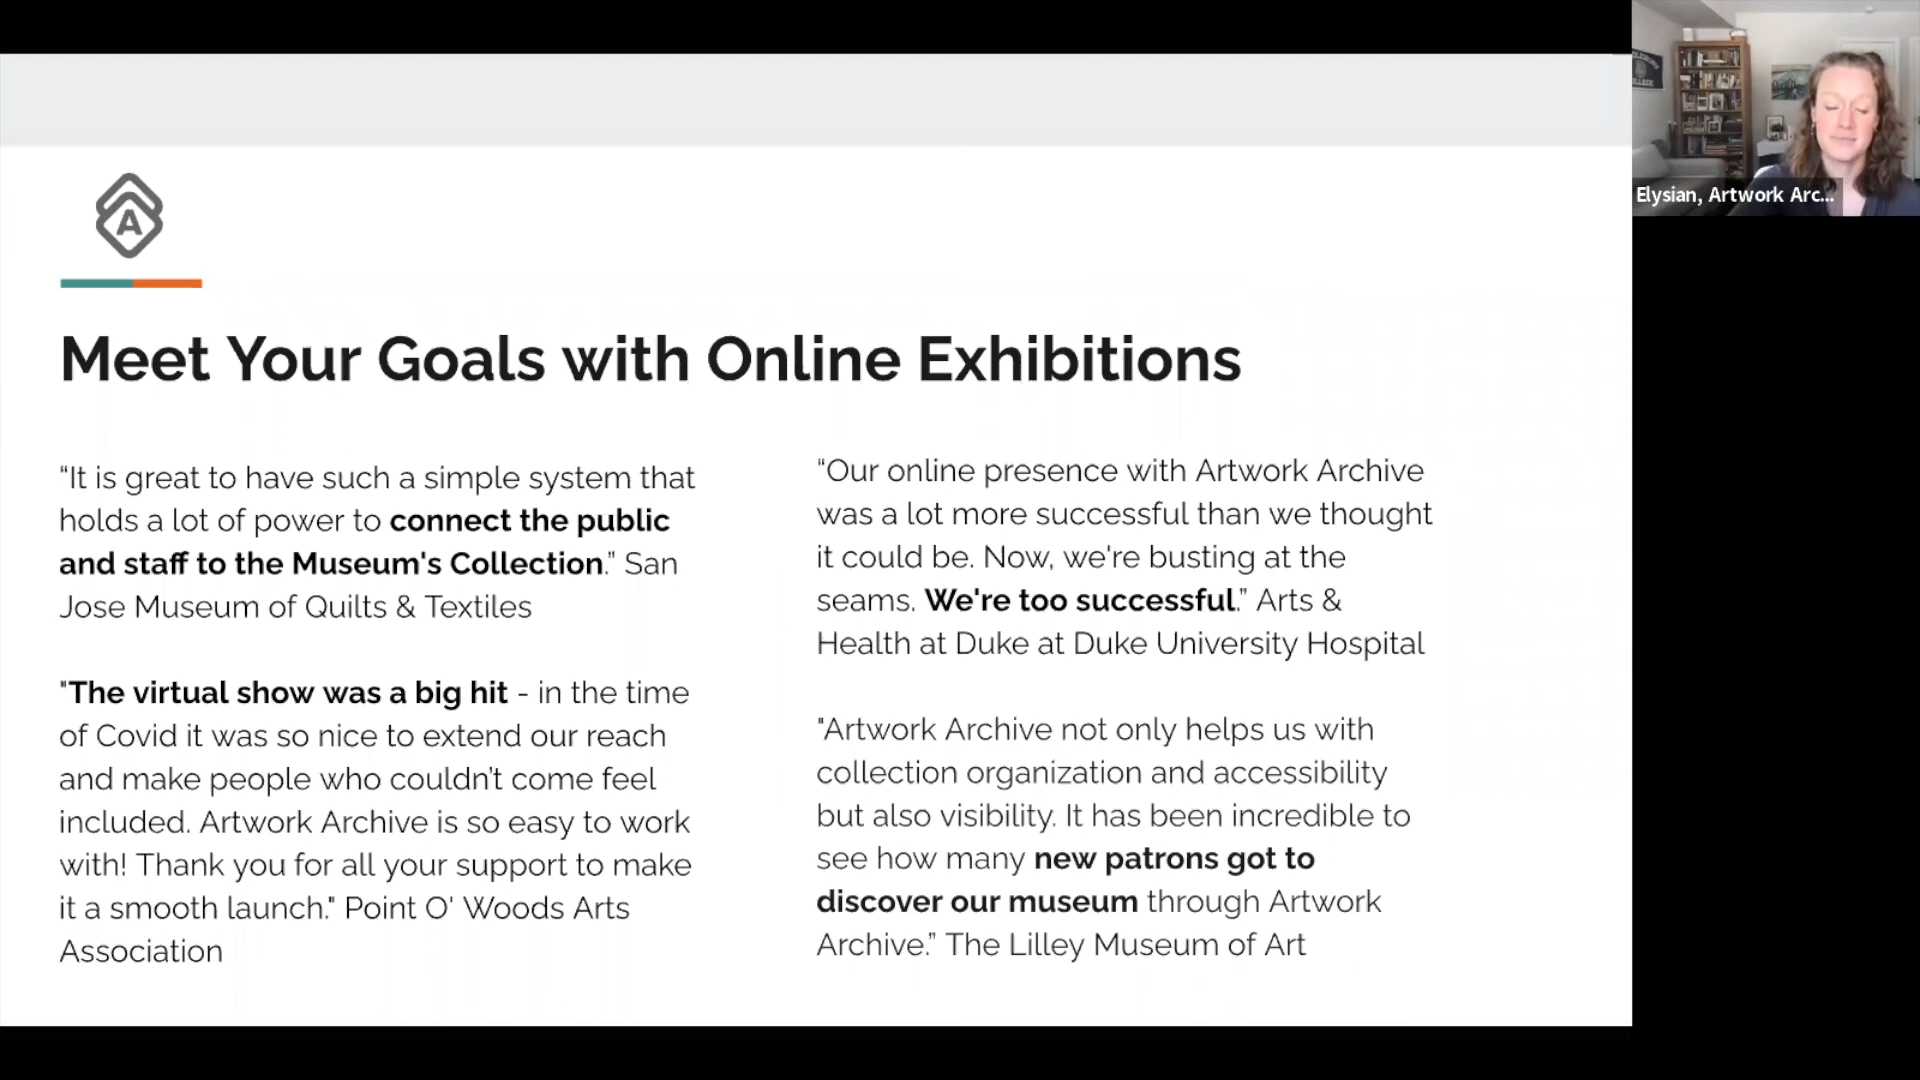 A
Meet Your Goals with Online Exhibitions
“It is great to have such a simple system that
holds a lot of power to connect the public
and staff to the Museum's Collection.” San
Jose Museum of Quilts & Textiles
"The virtual show was a big hit - in the time
of Covid it was so nice to extend our reach
and make people who couldn’t come feel
included. Artwork Archive is so easy to work
with! Thank you for all your support to make
it a smooth launch." Point O' Woods Arts
Association
“Our online presence with Artwork Archive
was a lot more successful than we thought
it could be. Now, we're busting at the
seams. We're too successful.” Arts &
Health at Duke at Duke University Hospital
"Artwork Archive not only helps us with
collection organization and accessibility
but also visibility. It has been incredible to
see how many new patrons got to
discover our museum through Artwork
Archive.” The Lilley Museum of Art
Elysian, Artwork Arc...